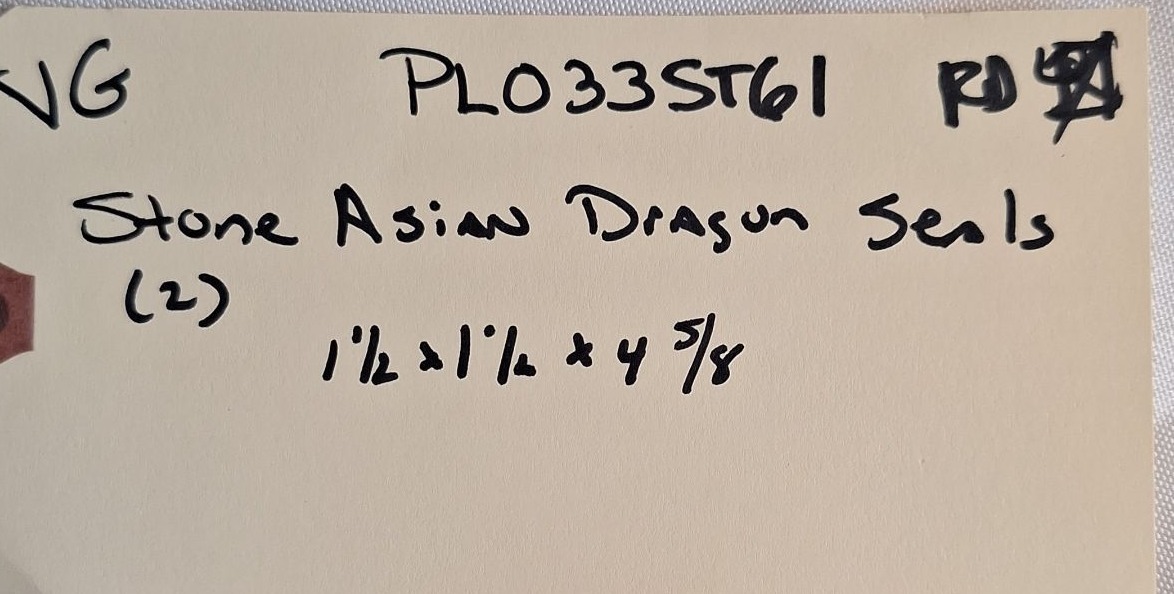 VG PL033ST61 RD
Stone Asian Dragon Seals
(2)
1 1/2 x 1 1/2 x 4 5/8